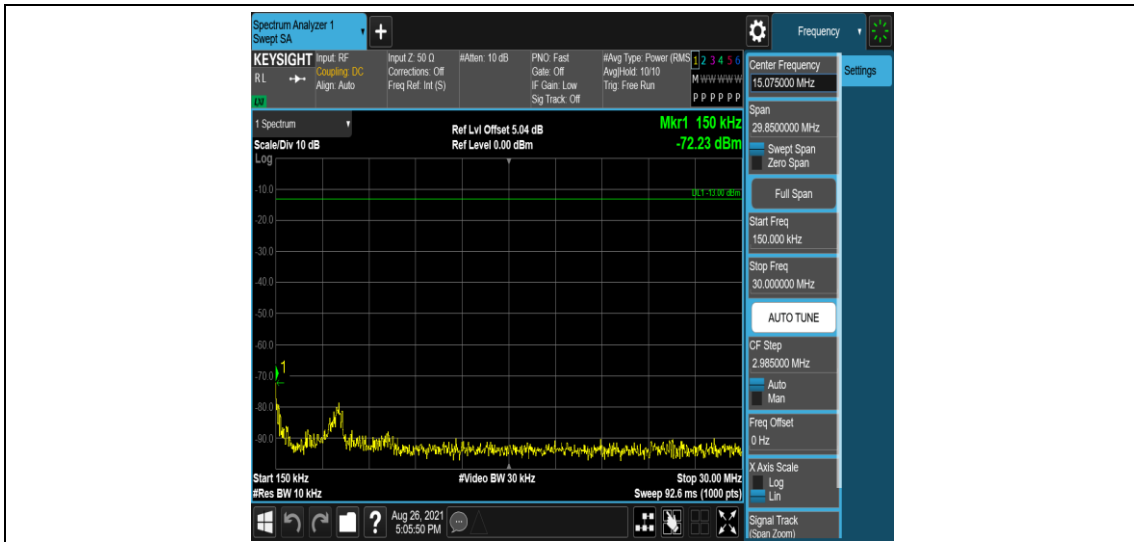 Spectrum Analyzer 1
Swept SA
+
Frequency
KEYSIGHT
RL
LM
Input: RF
Coupling: DC
Align: Auto
Input Z: 50 Ω
Corrections: Off
Freq Ref: Int (S)
#Atten: 10 dB
PNO: Fast
Gate: Off
IF Gain: Low
Sig Track: Off
#Avg Type: Power (RMS
Avg|Hold: 10/10
Trig: Free Run
1 2 3 4 5 6
M W W W W W
P P P P P P
1 Spectrum
Scale/Div 10 dB
Log
Ref Lvl Offset 5.04 dB
Ref Level 0.00 dBm
Mkr1 150 kHz
-72.23 dBm
DL1 -13.00 dBm
-10.0
-20.0
-30.0
-40.0
-50.0
-60.0
-70.0
-80.0
-90.0
1
Start 150 kHz
#Res BW 10 kHz
#Video BW 30 kHz
Stop 30.00 MHz
Sweep 92.6 ms (1000 pts)
Center Frequency
15.075000 MHz
Settings
Span
29.8500000 MHz
Swept Span
Zero Span
Full Span
Start Freq
150.000 kHz
Stop Freq
30.000000 MHz
AUTO TUNE
CF Step
2.985000 MHz
Auto
Man
Freq Offset
0 Hz
X Axis Scale
Log
Lin
Signal Track
(Span Zoom)
?
Aug 26, 2021
5:05:50 PM